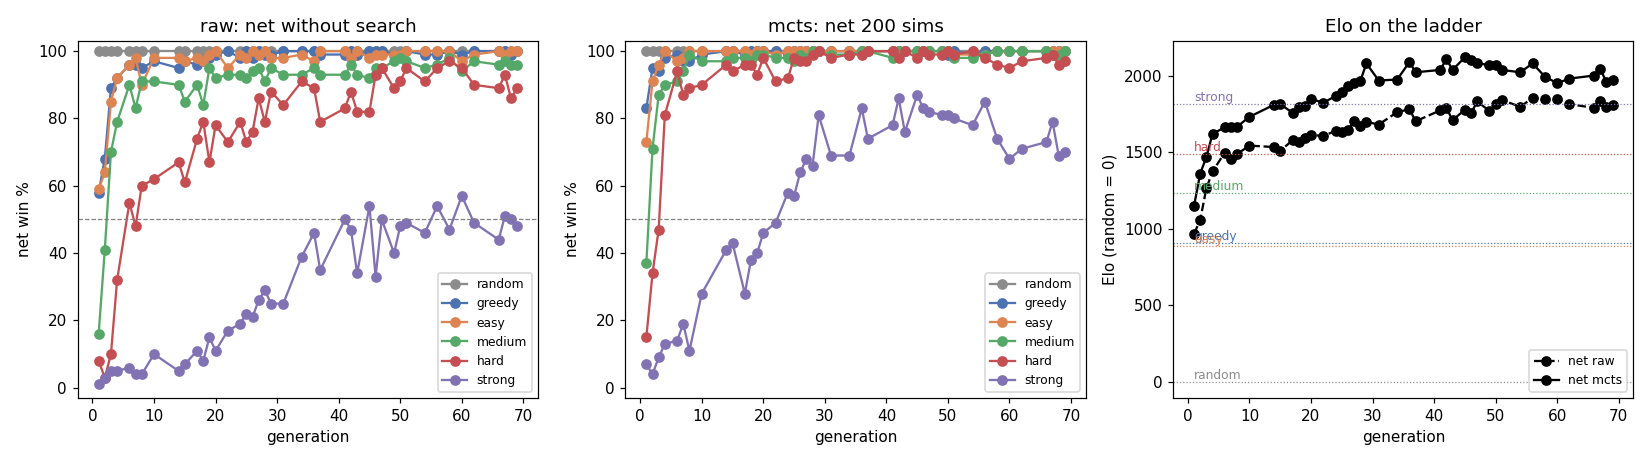 raw: net without search
net win %
100
80
60
40
20
0
0 10 20 30 40 50 60 70
generation
random
greedy
easy
medium
hard
strong
mcts: net 200 sims
net win %
100
80
60
40
20
0
0 10 20 30 40 50 60 70
generation
random
greedy
easy
medium
hard
strong
Elo on the ladder
Elo (random = 0)
2000
1500
1000
500
0
strong
hard
medium
greedy
easy
random
0 10 20 30 40 50 60 70
generation
net raw
net mcts